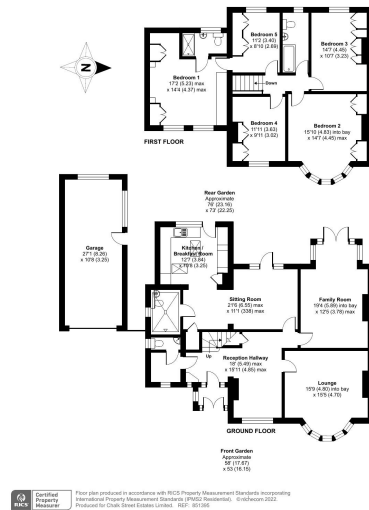 Bedroom 5
11'2 (3.40)
x 8'10 (2.69)
Bedroom 3
14'7 (4.45)
x 10'7 (3.23)
Bedroom 1
17'2 (5.23) max
x 14'4 (4.37) max
Down
N
Bedroom 4
11'11 (3.63)
x 9'11 (3.02)
Bedroom 2
15'10 (4.83) into bay
x 14'7 (4.45) max
FIRST FLOOR
Rear Garden
Approximate
76' (23.16)
x 73' (22.25)
Garage
27'1 (8.26)
x 10'8 (3.25)
Kitchen /
Breakfast Room
12'7 (3.84)
x 10'8 (3.25)
Sitting Room
21'6 (6.55) max
x 11'1 (338) max
Family Room
19'4 (5.89) into bay
x 12'5 (3.78) max
Up
Reception Hallway
18' (5.49) max
x 15'11 (4.85) max
Lounge
15'9 (4.80) into bay
x 15'5 (4.70)
GROUND FLOOR
Front Garden
Approximate
58' (17.67)
x 53 (16.15)
RICS
Certified
Property
Measurer
Floor plan produced in accordance with RICS Property Measurement Standards incorporating
International Property Measurement Standards (IPMS2 Residential). ©nichecom 2022.
Produced for Chalk Street Estates Limited. REF: 851385